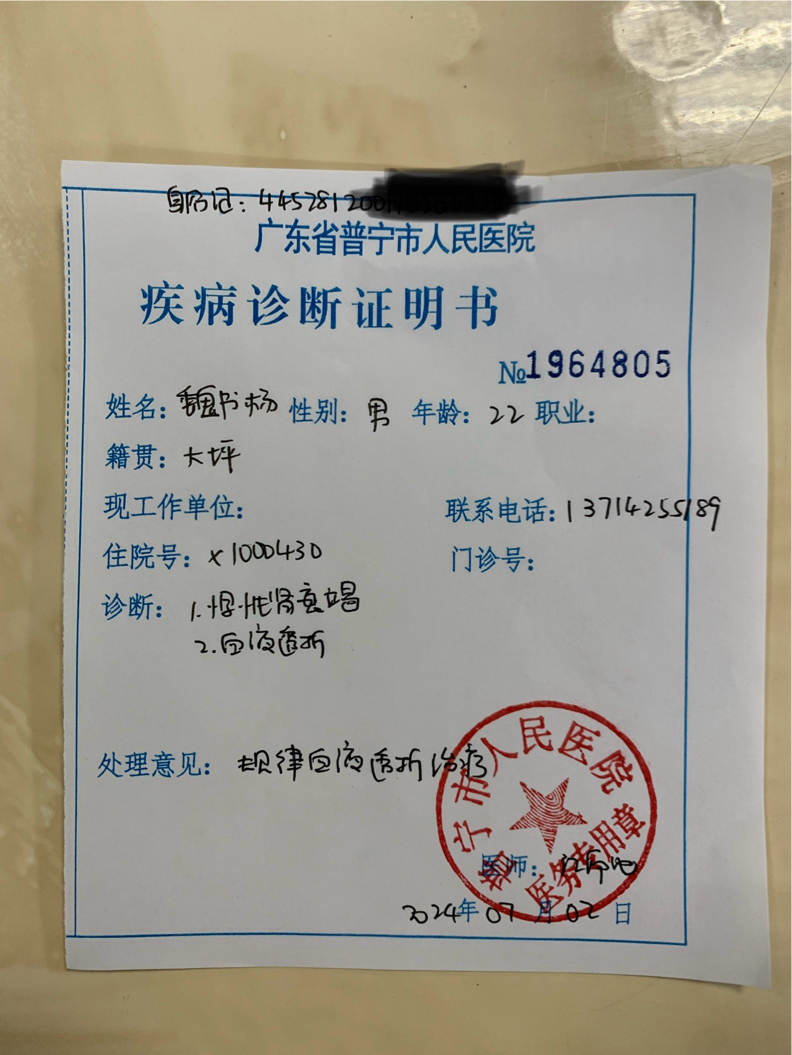 身份证：445281200
广东省普宁市人民医院
疾病诊断证明书
№1964805
姓名：魏书杨 性别：男 年龄：22 职业：
籍贯：大坪
现工作单位： 联系电话：13714255189
住院号：x1000430 门诊号：
诊断：1.慢性肾衰竭
2.血液透析
处理意见：规律血液透析治疗
普宁市人民医院
医务专用章
医师：
2024年07月02日